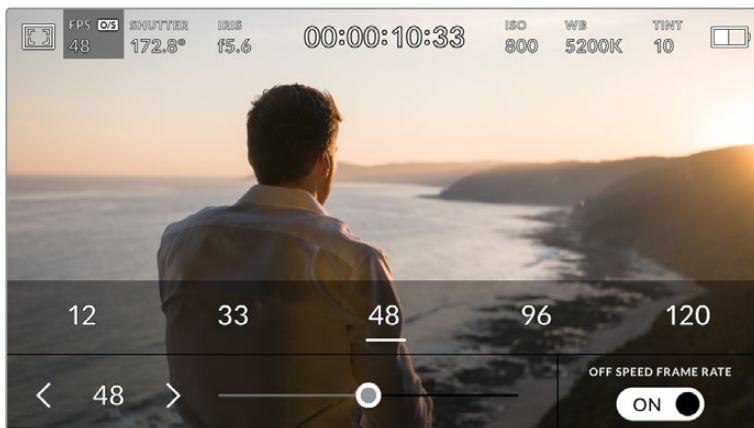 FPS O/S SHUTTER IRIS 00:00:10:33 ISO WB TINT
48 172.8° f5.6 800 5200K 10
12 33 48 96 120
OFF SPEED FRAME RATE
48 ON